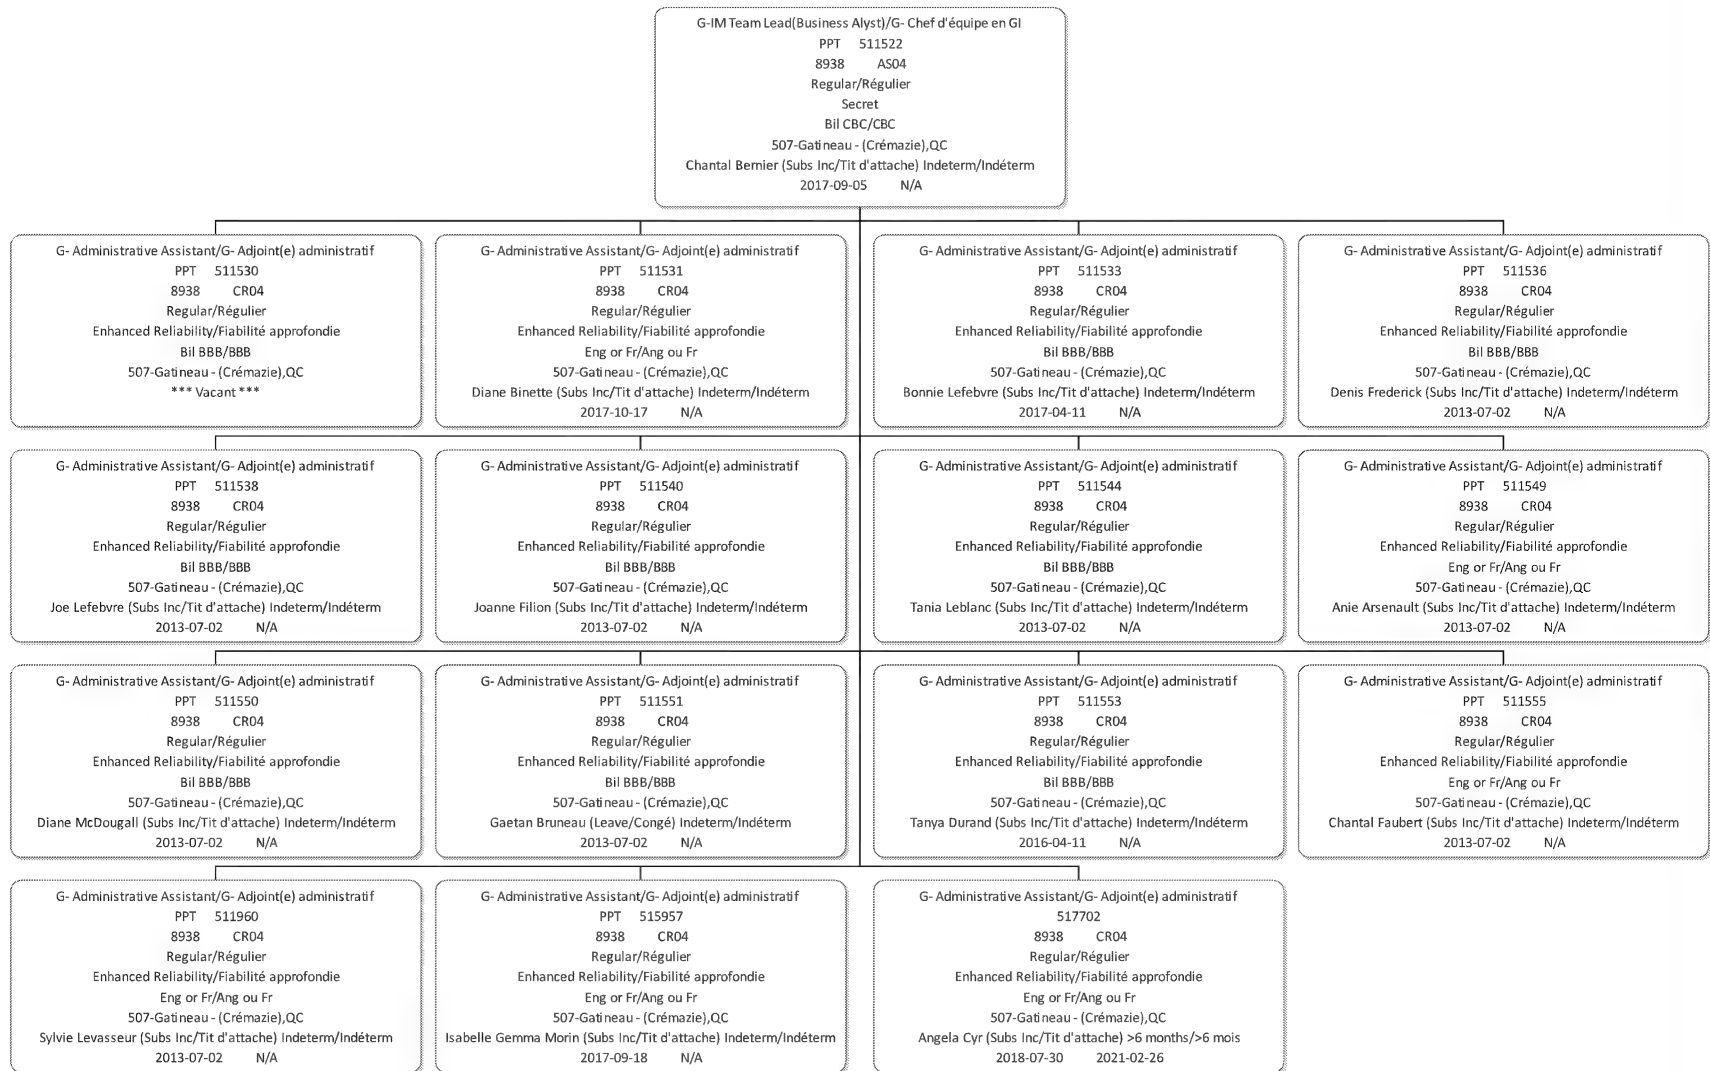 G-IM Team Lead(Business Alyst)/G- Chef d'équipe en GI
PPT 511522
8938 AS04
Regular/Régulier
Secret
Bil CBC/CBC
507-Gatineau - (Crémazie),QC
Chantal Bernier (Subs Inc/Tit d'attache) Indeterm/Indéterm
2017-09-05 N/A
G- Administrative Assistant/G- Adjoint(e) administratif
PPT 511530
8938 CR04
Regular/Régulier
Enhanced Reliability/Fiabilité approfondie
Bil BBB/BBB
507-Gatineau - (Crémazie),QC
*** Vacant ***
G- Administrative Assistant/G- Adjoint(e) administratif
PPT 511531
8938 CR04
Regular/Régulier
Enhanced Reliability/Fiabilité approfondie
Eng or Fr/Ang ou Fr
507-Gatineau - (Crémazie),QC
Diane Binette (Subs Inc/Tit d'attache) Indeterm/Indéterm
2017-10-17 N/A
G- Administrative Assistant/G- Adjoint(e) administratif
PPT 511533
8938 CR04
Regular/Régulier
Enhanced Reliability/Fiabilité approfondie
Bil BBB/BBB
507-Gatineau - (Crémazie),QC
Bonnie Lefebvre (Subs Inc/Tit d'attache) Indeterm/Indéterm
2017-04-11 N/A
G- Administrative Assistant/G- Adjoint(e) administratif
PPT 511536
8938 CR04
Regular/Régulier
Enhanced Reliability/Fiabilité approfondie
Bil BBB/BBB
507-Gatineau - (Crémazie),QC
Denis Frederick (Subs Inc/Tit d'attache) Indeterm/Indéterm
2013-07-02 N/A
G- Administrative Assistant/G- Adjoint(e) administratif
PPT 511538
8938 CR04
Regular/Régulier
Enhanced Reliability/Fiabilité approfondie
Bil BBB/BBB
507-Gatineau - (Crémazie),QC
Joe Lefebvre (Subs Inc/Tit d'attache) Indeterm/Indéterm
2013-07-02 N/A
G- Administrative Assistant/G- Adjoint(e) administratif
PPT 511540
8938 CR04
Regular/Régulier
Enhanced Reliability/Fiabilité approfondie
Bil BBB/BBB
507-Gatineau - (Crémazie),QC
Joanne Filion (Subs Inc/Tit d'attache) Indeterm/Indéterm
2013-07-02 N/A
G- Administrative Assistant/G- Adjoint(e) administratif
PPT 511544
8938 CR04
Regular/Régulier
Enhanced Reliability/Fiabilité approfondie
Bil BBB/BBB
507-Gatineau - (Crémazie),QC
Tania Leblanc (Subs Inc/Tit d'attache) Indeterm/Indéterm
2013-07-02 N/A
G- Administrative Assistant/G- Adjoint(e) administratif
PPT 511549
8938 CR04
Regular/Régulier
Enhanced Reliability/Fiabilité approfondie
Eng or Fr/Ang ou Fr
507-Gatineau - (Crémazie),QC
Anie Arsenault (Subs Inc/Tit d'attache) Indeterm/Indéterm
2013-07-02 N/A
G- Administrative Assistant/G- Adjoint(e) administratif
PPT 511550
8938 CR04
Regular/Régulier
Enhanced Reliability/Fiabilité approfondie
Bil BBB/BBB
507-Gatineau - (Crémazie),QC
Diane McDougall (Subs Inc/Tit d'attache) Indeterm/Indéterm
2013-07-02 N/A
G- Administrative Assistant/G- Adjoint(e) administratif
PPT 511551
8938 CR04
Regular/Régulier
Enhanced Reliability/Fiabilité approfondie
Bil BBB/BBB
507-Gatineau - (Crémazie),QC
Gaetan Bruneau (Leave/Congé) Indeterm/Indéterm
2013-07-02 N/A
G- Administrative Assistant/G- Adjoint(e) administratif
PPT 511553
8938 CR04
Regular/Régulier
Enhanced Reliability/Fiabilité approfondie
Bil BBB/BBB
507-Gatineau - (Crémazie),QC
Tanya Durand (Subs Inc/Tit d'attache) Indeterm/Indéterm
2016-04-11 N/A
G- Administrative Assistant/G- Adjoint(e) administratif
PPT 511555
8938 CR04
Regular/Régulier
Enhanced Reliability/Fiabilité approfondie
Eng or Fr/Ang ou Fr
507-Gatineau - (Crémazie),QC
Chantal Faubert (Subs Inc/Tit d'attache) Indeterm/Indéterm
2013-07-02 N/A
G- Administrative Assistant/G- Adjoint(e) administratif
PPT 511960
8938 CR04
Regular/Régulier
Enhanced Reliability/Fiabilité approfondie
Eng or Fr/Ang ou Fr
507-Gatineau - (Crémazie),QC
Sylvie Levasseur (Subs Inc/Tit d'attache) Indeterm/Indéterm
2013-07-02 N/A
G- Administrative Assistant/G- Adjoint(e) administratif
PPT 515957
8938 CR04
Regular/Régulier
Enhanced Reliability/Fiabilité approfondie
Eng or Fr/Ang ou Fr
507-Gatineau - (Crémazie),QC
Isabelle Gemma Morin (Subs Inc/Tit d'attache) Indeterm/Indéterm
2017-09-18 N/A
G- Administrative Assistant/G- Adjoint(e) administratif
517702
8938 CR04
Regular/Régulier
Enhanced Reliability/Fiabilité approfondie
Eng or Fr/Ang ou Fr
507-Gatineau - (Crémazie),QC
Angela Cyr (Subs Inc/Tit d'attache) >6 months/>6 mois
2018-07-30 2021-02-26